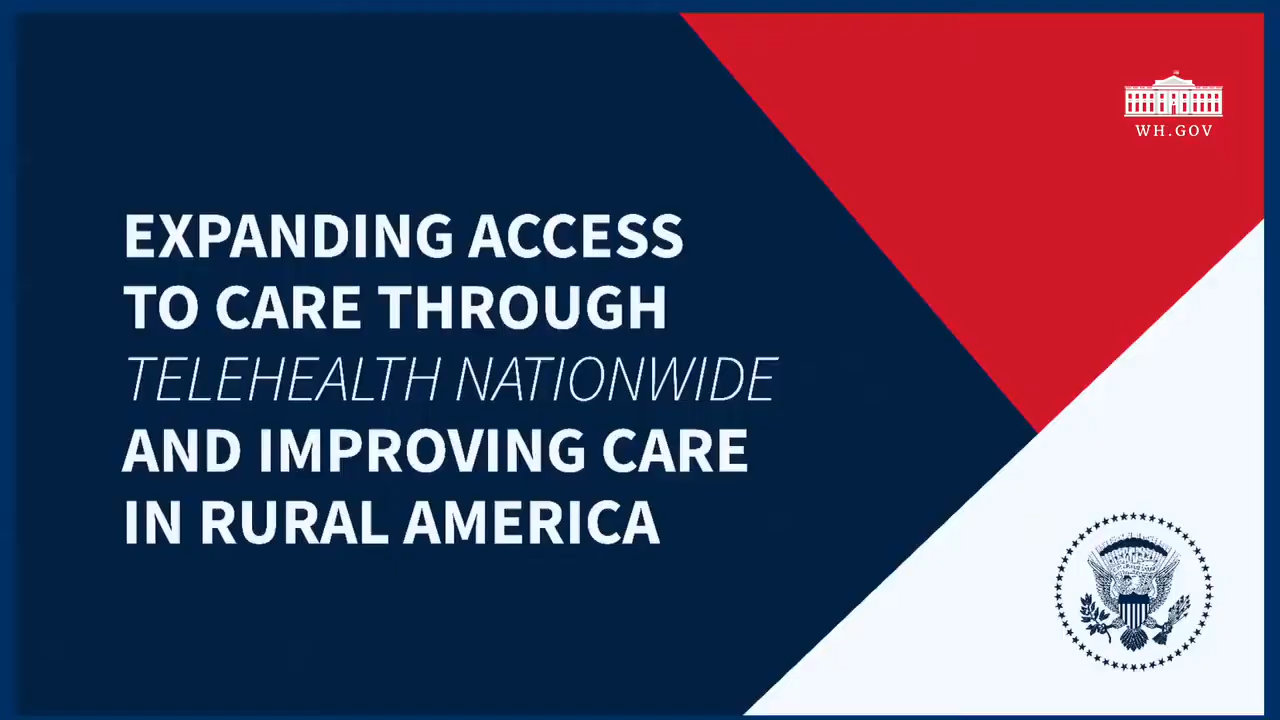 WH.GOV
EXPANDING ACCESS
TO CARE THROUGH
TELEHEALTH NATIONWIDE
AND IMPROVING CARE
IN RURAL AMERICA